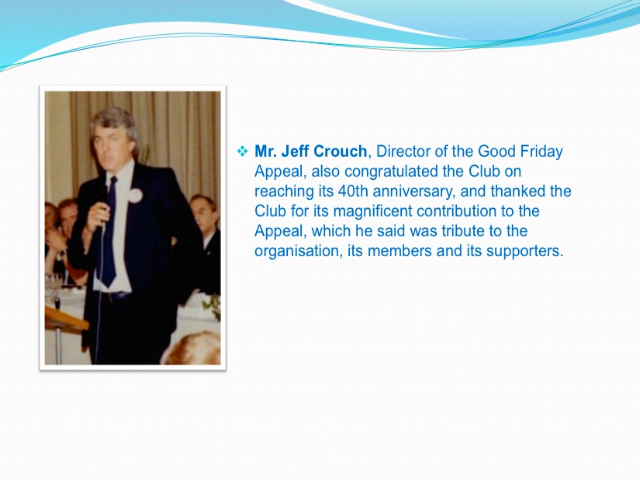 Mr. Jeff Crouch, Director of the Good Friday
Appeal, also congratulated the Club on
reaching its 40th anniversary, and thanked the
Club for its magnificent contribution to the
Appeal, which he said was tribute to the
organisation, its members and its supporters.